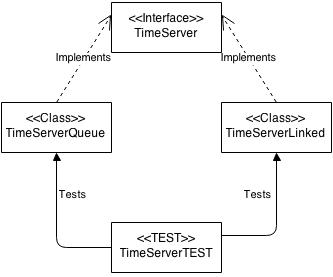 <<Interface>>
TimeServer
Implements
Implements
<<Class>>
TimeServerQueue
<<Class>>
TimeServerLinked
Tests
Tests
<<TEST>>
TimeServerTEST